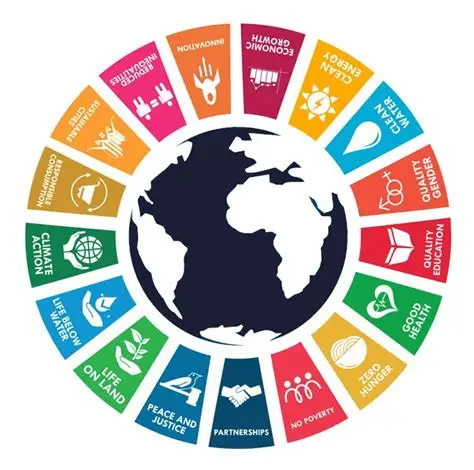 INNOVATION
ECONOMIC
GROWTH
CLEAN
ENERGY
CLEAN
WATER
QUALITY
GENDER
QUALITY
EDUCATION
GOOD
HEALTH
ZERO
HUNGER
NO POVERTY
PARTNERSHIPS
PEACE AND
JUSTICE
LIFE
ON LAND
LIFE BELOW
WATER
CLIMATE
ACTION
RESPONSIBLE
CONSUMPTION
SUSTAINABLE
CITIES
REDUCED
INEQUALITIES